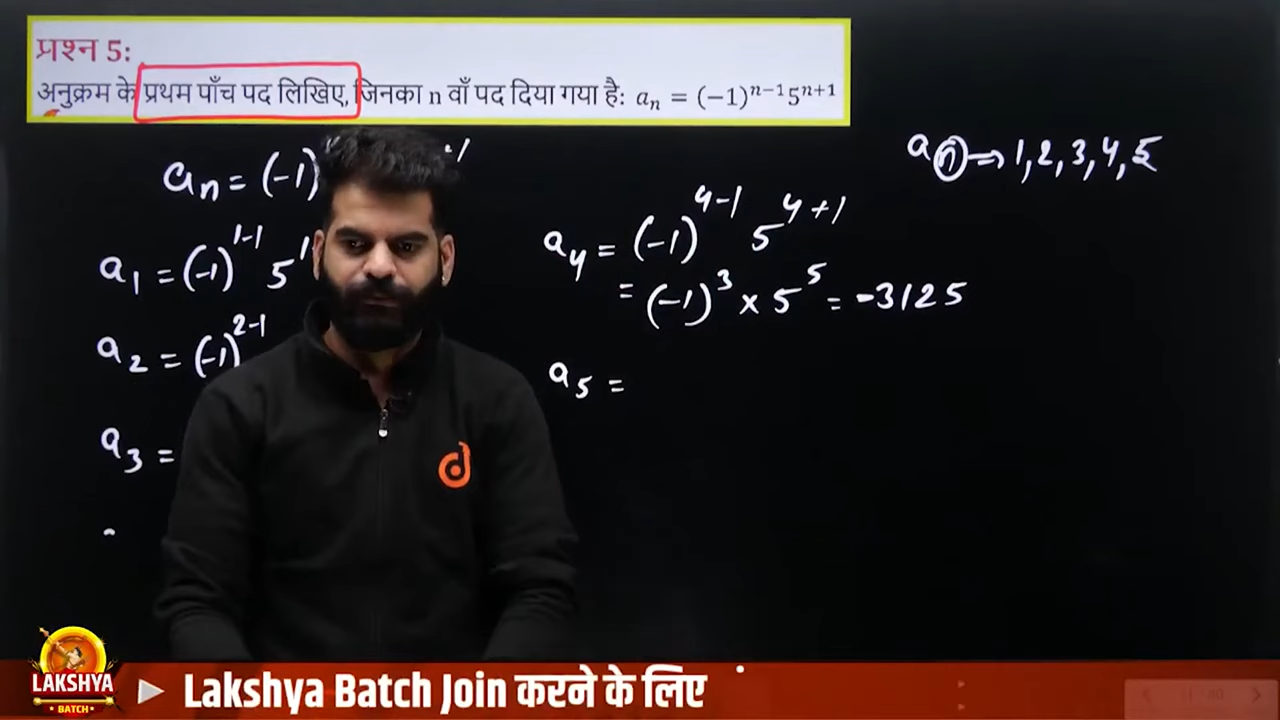 प्रश्न 5:
अनुक्रम के प्रथम पाँच पद लिखिए, जिनका n वाँ पद दिया गया है: aₙ = (−1)ⁿ⁻¹5ⁿ⁺¹
aₙ = (-1)
a₁ = (-1)¹⁻¹ 5¹
a₂ = (-1)²⁻¹
a₃ =
a₄ = (-1)⁴⁻¹ 5⁴⁺¹
= (-1)³ × 5⁵ = -3125
a₅ =
aₙ ⇒ 1, 2, 3, 4, 5
LAKSHYA
BATCH
Lakshya Batch Join करने के लिए